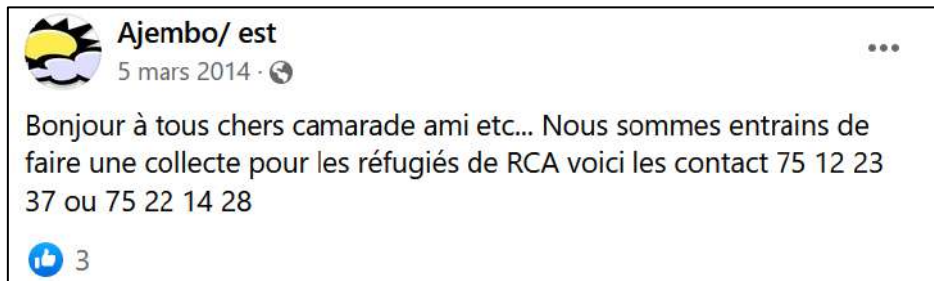 Ajembo/ est
5 mars 2014 ·
Bonjour à tous chers camarade ami etc... Nous sommes entrains de
faire une collecte pour les réfugiés de RCA voici les contact 75 12 23
37 ou 75 22 14 28
3